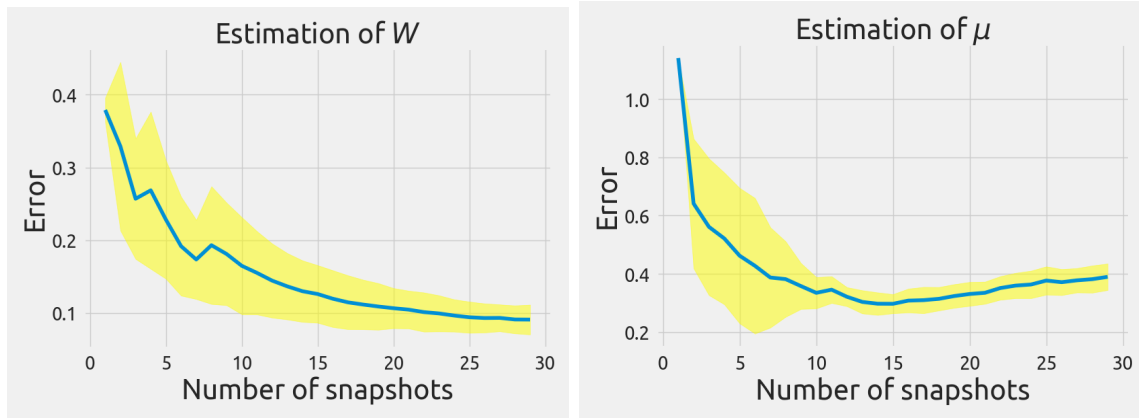 Estimation of W
Error
0.4
0.3
0.2
0.1
0 5 10 15 20 25 30
Number of snapshots
Estimation of μ
Error
1.0
0.8
0.6
0.4
0.2
0 5 10 15 20 25 30
Number of snapshots